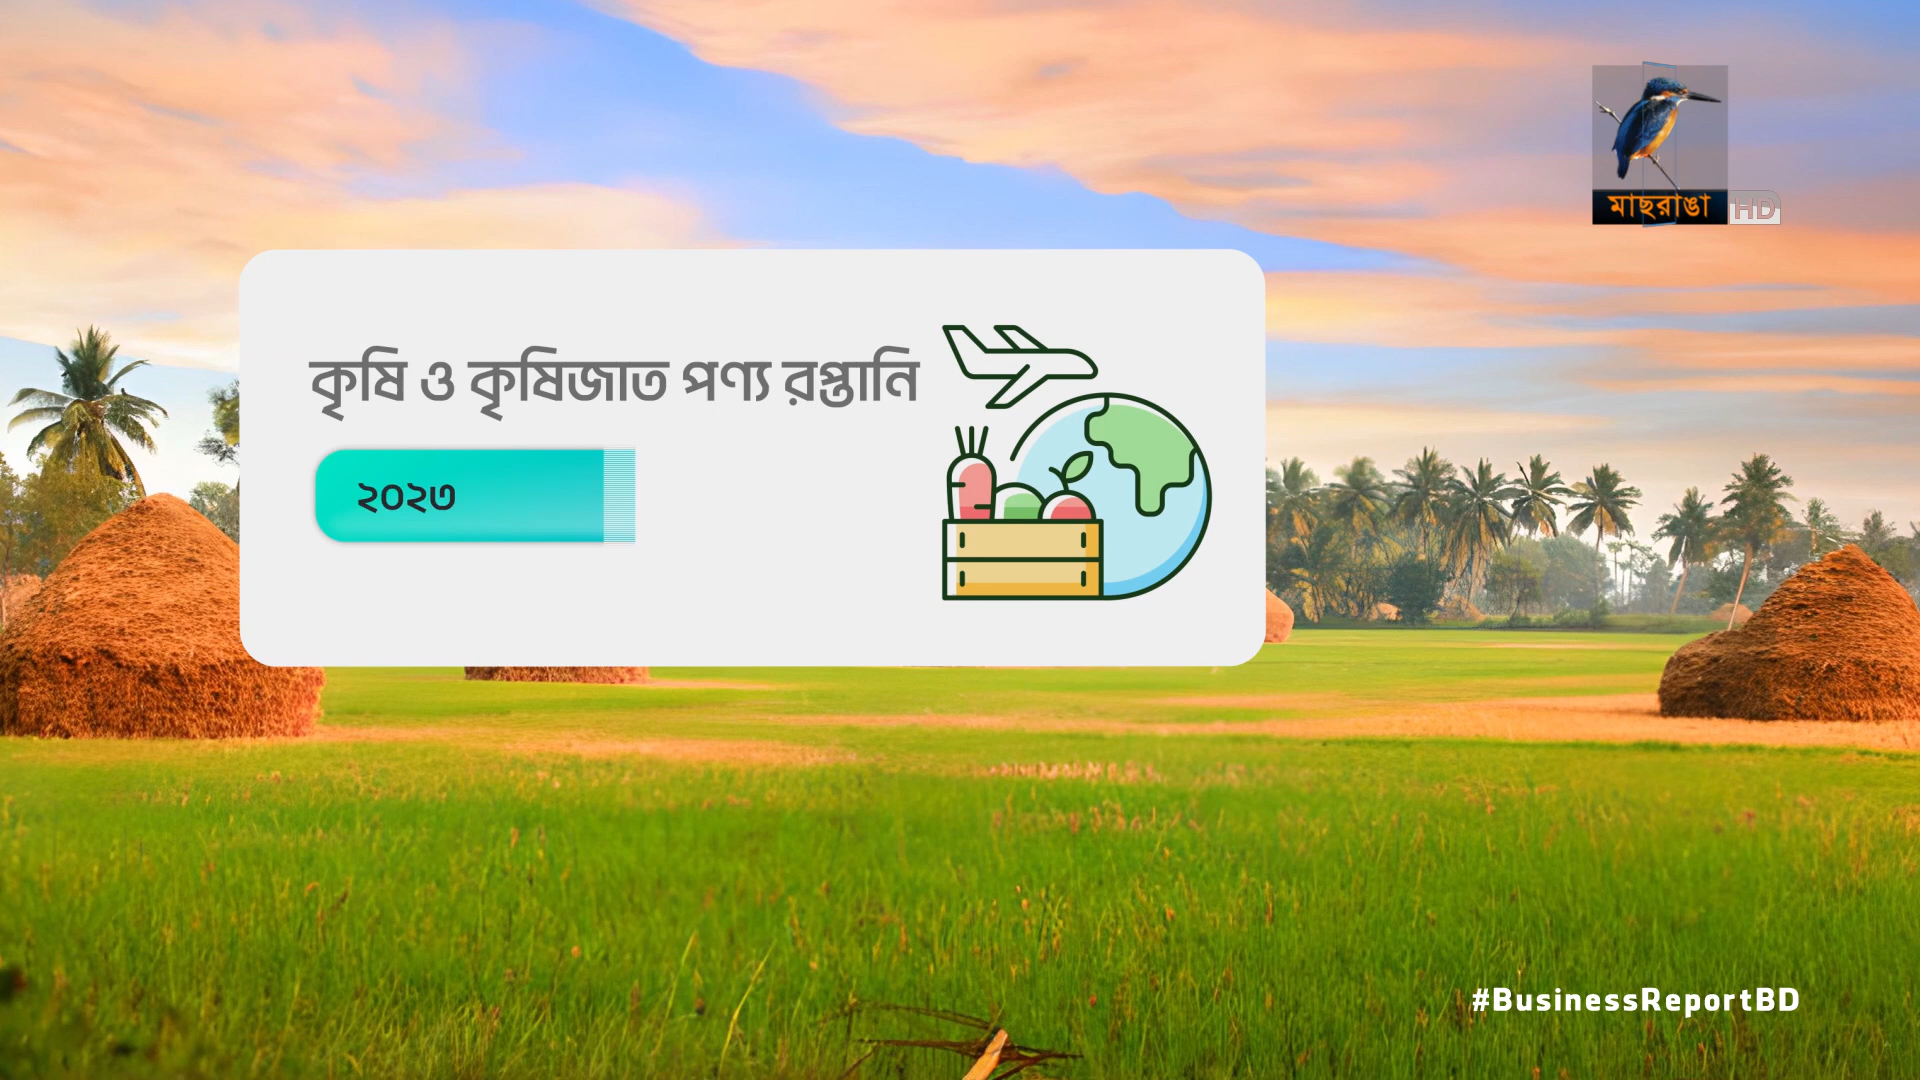 মাছরাঙা
HD
কৃষি ও কৃষিজাত পণ্য রপ্তানি
২০২৩
#BusinessReportBD